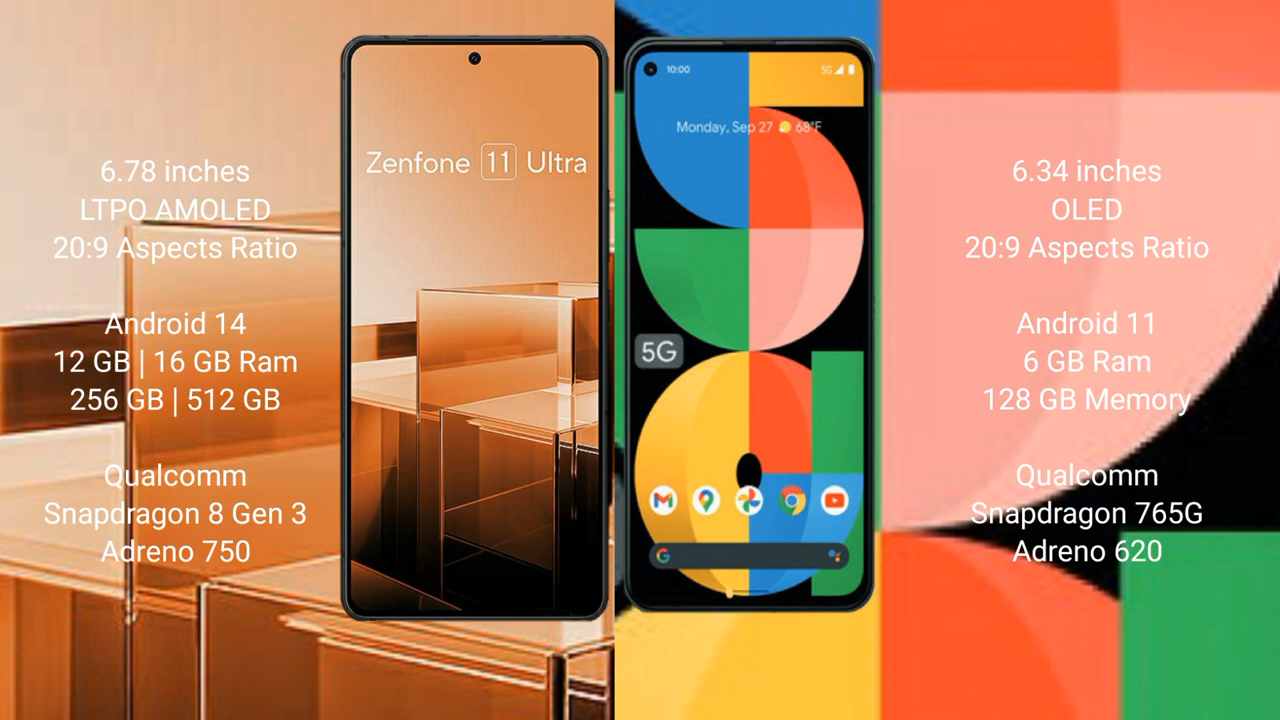 6.78 inches
LTPO AMOLED
20:9 Aspects Ratio
Android 14
12 GB | 16 GB Ram
256 GB | 512 GB
Qualcomm
Snapdragon 8 Gen 3
Adreno 750
Zenfone 11 Ultra
10:00
5G
Monday, Sep 27 68°F
5G
G
6.34 inches
OLED
20:9 Aspects Ratio
Android 11
6 GB Ram
128 GB Memory
Qualcomm
Snapdragon 765G
Adreno 620